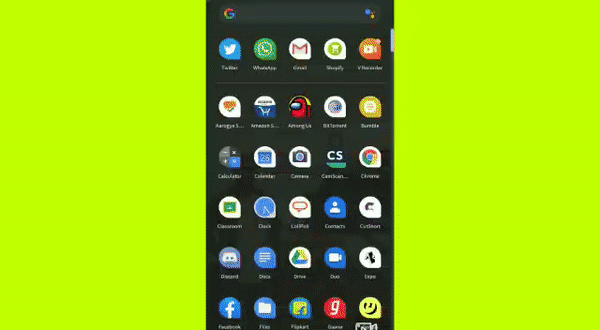 Twitter WhatsApp Gmail Shopify V Recorder
Aarogya S... Amazon S... Among Us BitTorrent Bumble
Calculator Calendar Camera CamScan... Chrome
Classroom Clock Contacts CutShort
Discord Docs Drive Duo Expo
Facebook Files Flipkart Gaana